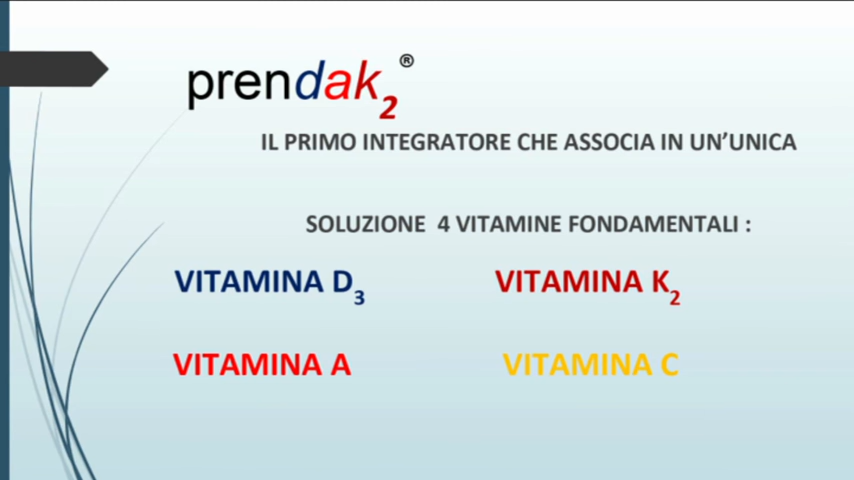 prendak2®
IL PRIMO INTEGRATORE CHE ASSOCIA IN UN’UNICA
SOLUZIONE 4 VITAMINE FONDAMENTALI :
VITAMINA D3 VITAMINA K2
VITAMINA A VITAMINA C